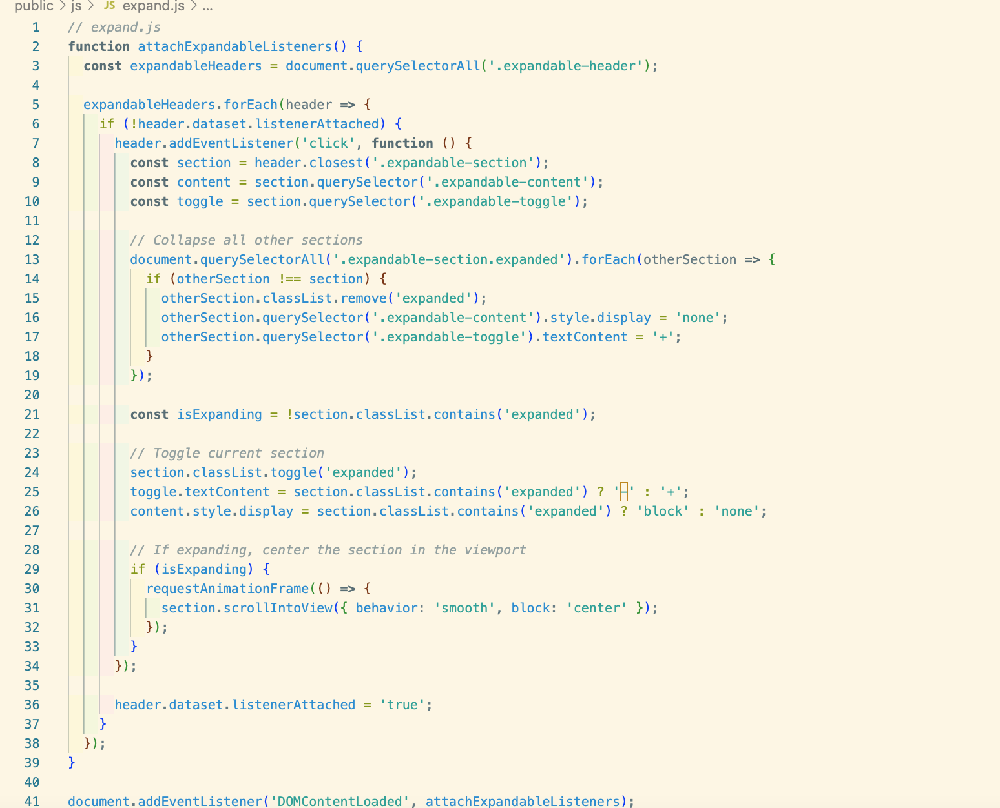 public > js > JS expand.js > ...
1 // expand.js
2 function attachExpandableListeners() {
3 const expandableHeaders = document.querySelectorAll('.expandable-header');
4
5 expandableHeaders.forEach(header => {
6 if (!header.dataset.listenerAttached) {
7 header.addEventListener('click', function () {
8 const section = header.closest('.expandable-section');
9 const content = section.querySelector('.expandable-content');
10 const toggle = section.querySelector('.expandable-toggle');
11
12 // Collapse all other sections
13 document.querySelectorAll('.expandable-section.expanded').forEach(otherSection => {
14 if (otherSection !== section) {
15 otherSection.classList.remove('expanded');
16 otherSection.querySelector('.expandable-content').style.display = 'none';
17 otherSection.querySelector('.expandable-toggle').textContent = '+';
18 }
19 });
20
21 const isExpanding = !section.classList.contains('expanded');
22
23 // Toggle current section
24 section.classList.toggle('expanded');
25 toggle.textContent = section.classList.contains('expanded') ? '–' : '+';
26 content.style.display = section.classList.contains('expanded') ? 'block' : 'none';
27
28 // If expanding, center the section in the viewport
29 if (isExpanding) {
30 requestAnimationFrame(() => {
31 section.scrollIntoView({ behavior: 'smooth', block: 'center' });
32 });
33 }
34 });
35
36 header.dataset.listenerAttached = 'true';
37 }
38 });
39 }
40
41 document.addEventListener('DOMContentLoaded', attachExpandableListeners);